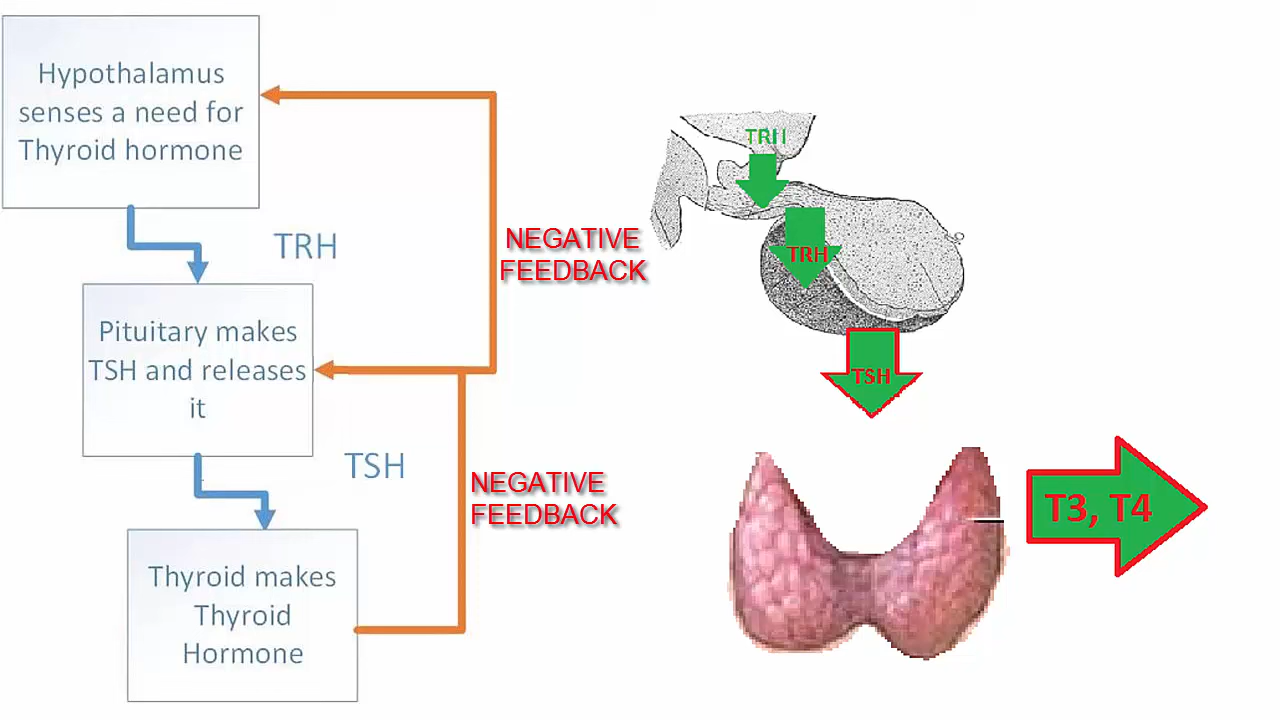 Hypothalamus
senses a need for
Thyroid hormone
TRH
NEGATIVE
FEEDBACK
Pituitary makes
TSH and releases
it
TSH
NEGATIVE
FEEDBACK
Thyroid makes
Thyroid
Hormone
TRH
TRH
TSH
T3, T4